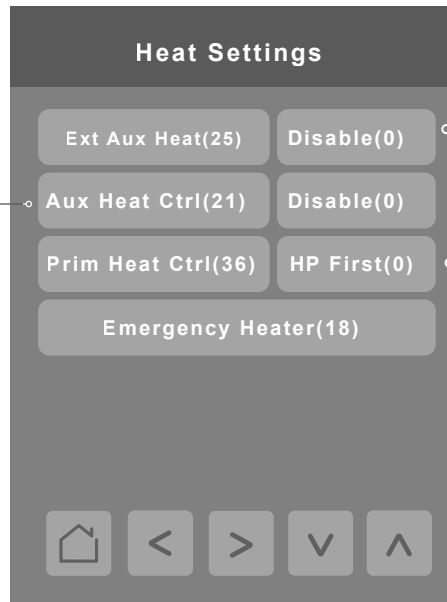 Heat Settings
Ext Aux Heat(25) Disable(0)
Aux Heat Ctrl(21) Disable(0)
Prim Heat Ctrl(36) HP First(0)
Emergency Heater(18)